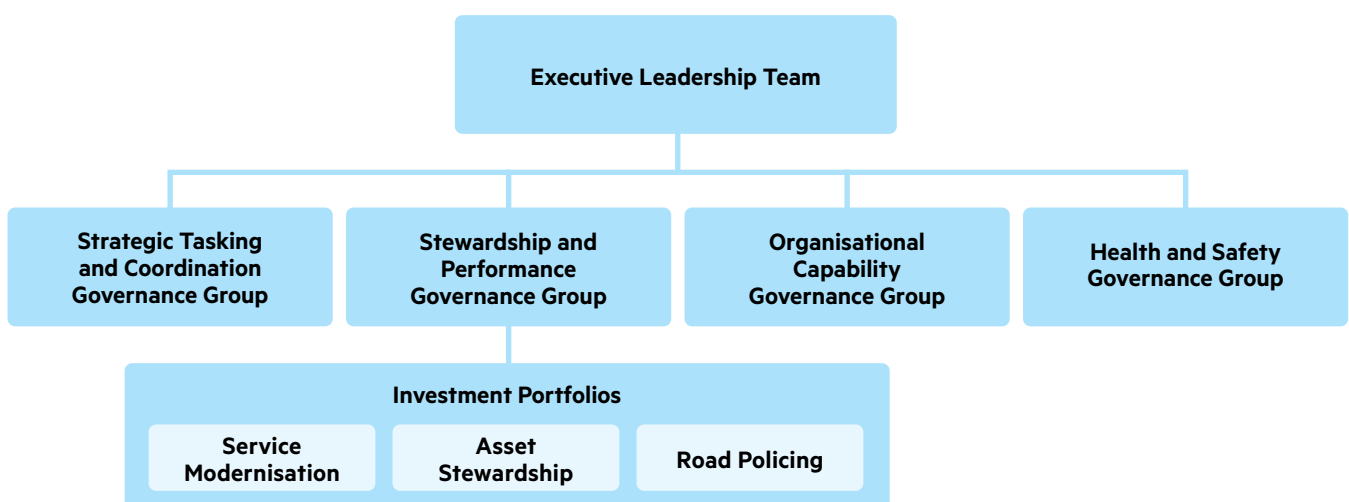 Executive Leadership Team
Strategic Tasking
and Coordination
Governance Group
Stewardship and
Performance
Governance Group
Organisational
Capability
Governance Group
Health and Safety
Governance Group
Investment Portfolios
Service
Modernisation
Asset
Stewardship
Road Policing